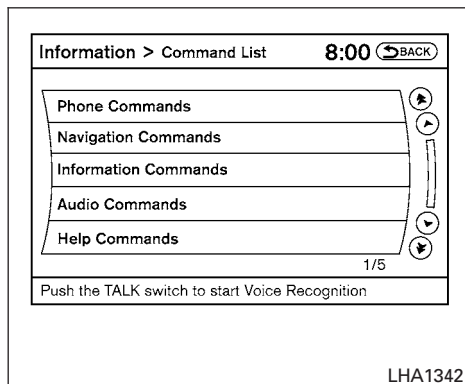 Information > Command List 8:00 BACK
Phone Commands
Navigation Commands
Information Commands
Audio Commands
Help Commands
1/5
Push the TALK switch to start Voice Recognition
LHA1342